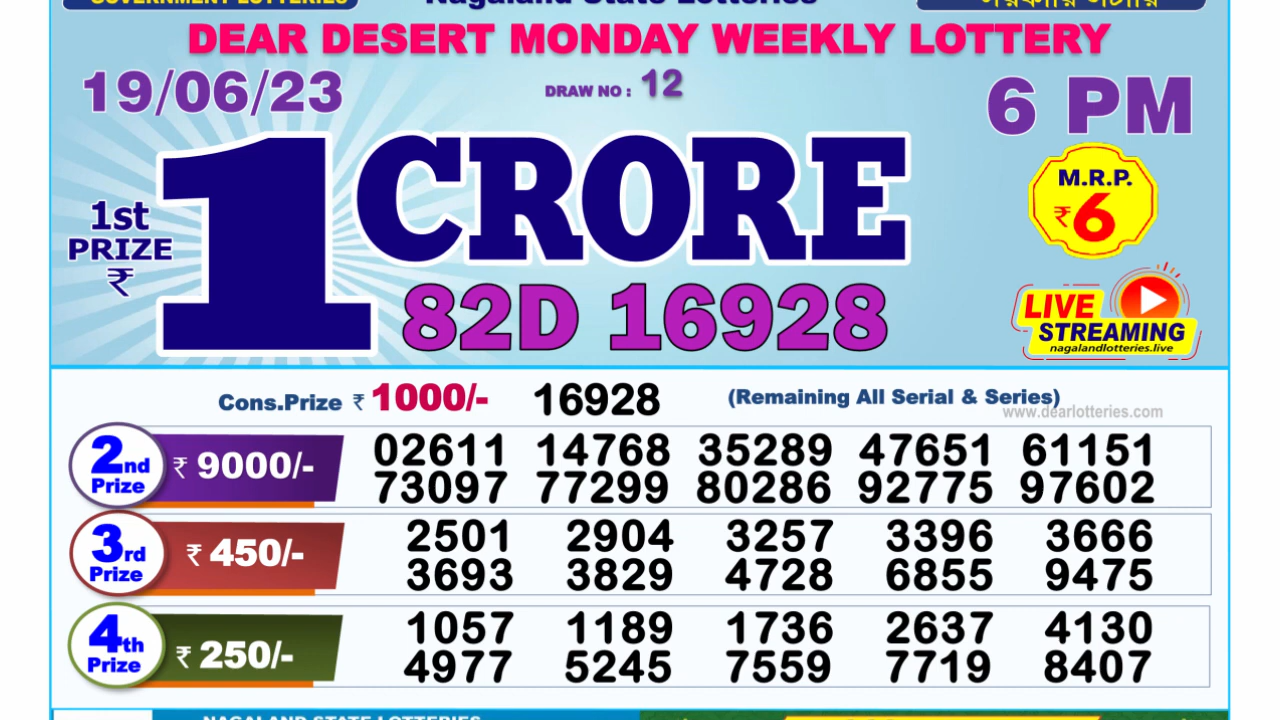 GOVERNMENT LOTTERIES
Nagaland State Lotteries
DEAR DESERT MONDAY WEEKLY LOTTERY
19/06/23
DRAW NO : 12
6 PM
1st
PRIZE
₹
1 CRORE
82D 16928
M.R.P.
₹6
LIVE
STREAMING
nagalandlotteries.live
Cons.Prize ₹ 1000/- 16928 (Remaining All Serial & Series)
www.dearlotteries.com
2nd
Prize
₹ 9000/-
02611 14768 35289 47651 61151
73097 77299 80286 92775 97602
3rd
Prize
₹ 450/-
2501 2904 3257 3396 3666
3693 3829 4728 6855 9475
4th
Prize
₹ 250/-
1057 1189 1736 2637 4130
4977 5245 7559 7719 8407
NAGALAND STATE LOTTERIES